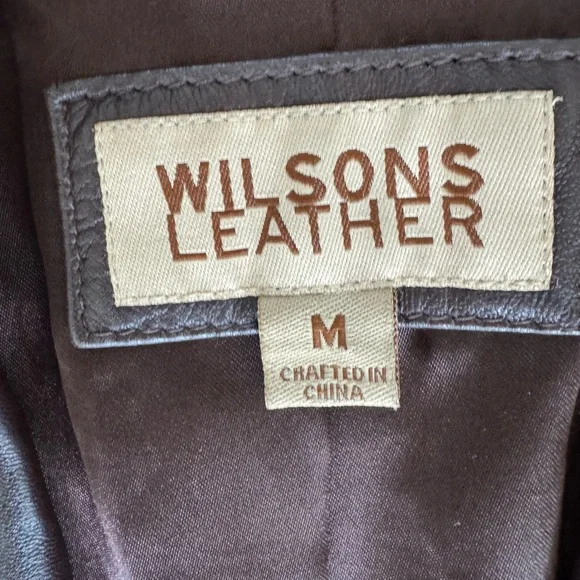 WILSONS
LEATHER
M
CRAFTED IN
CHINA